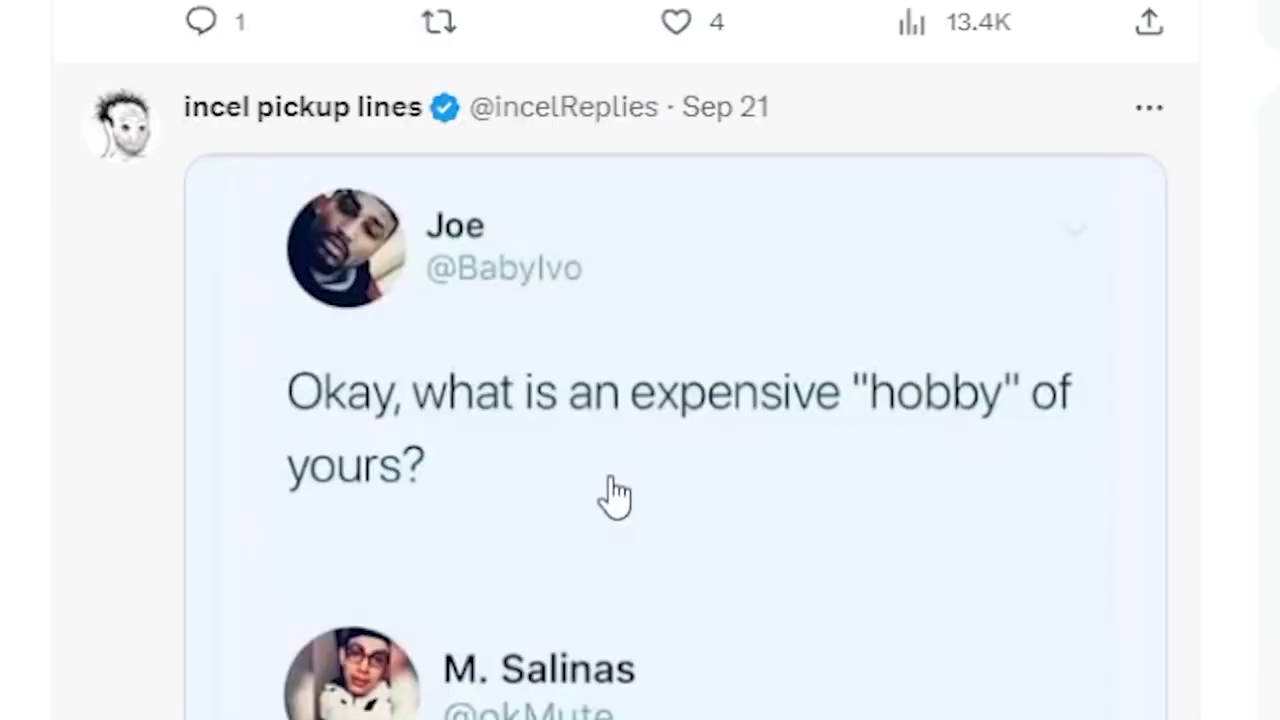 1 4 13.4K
incel pickup lines @incelReplies · Sep 21
Joe
@BabyIvo
Okay, what is an expensive "hobby" of
yours?
M. Salinas
@okMute